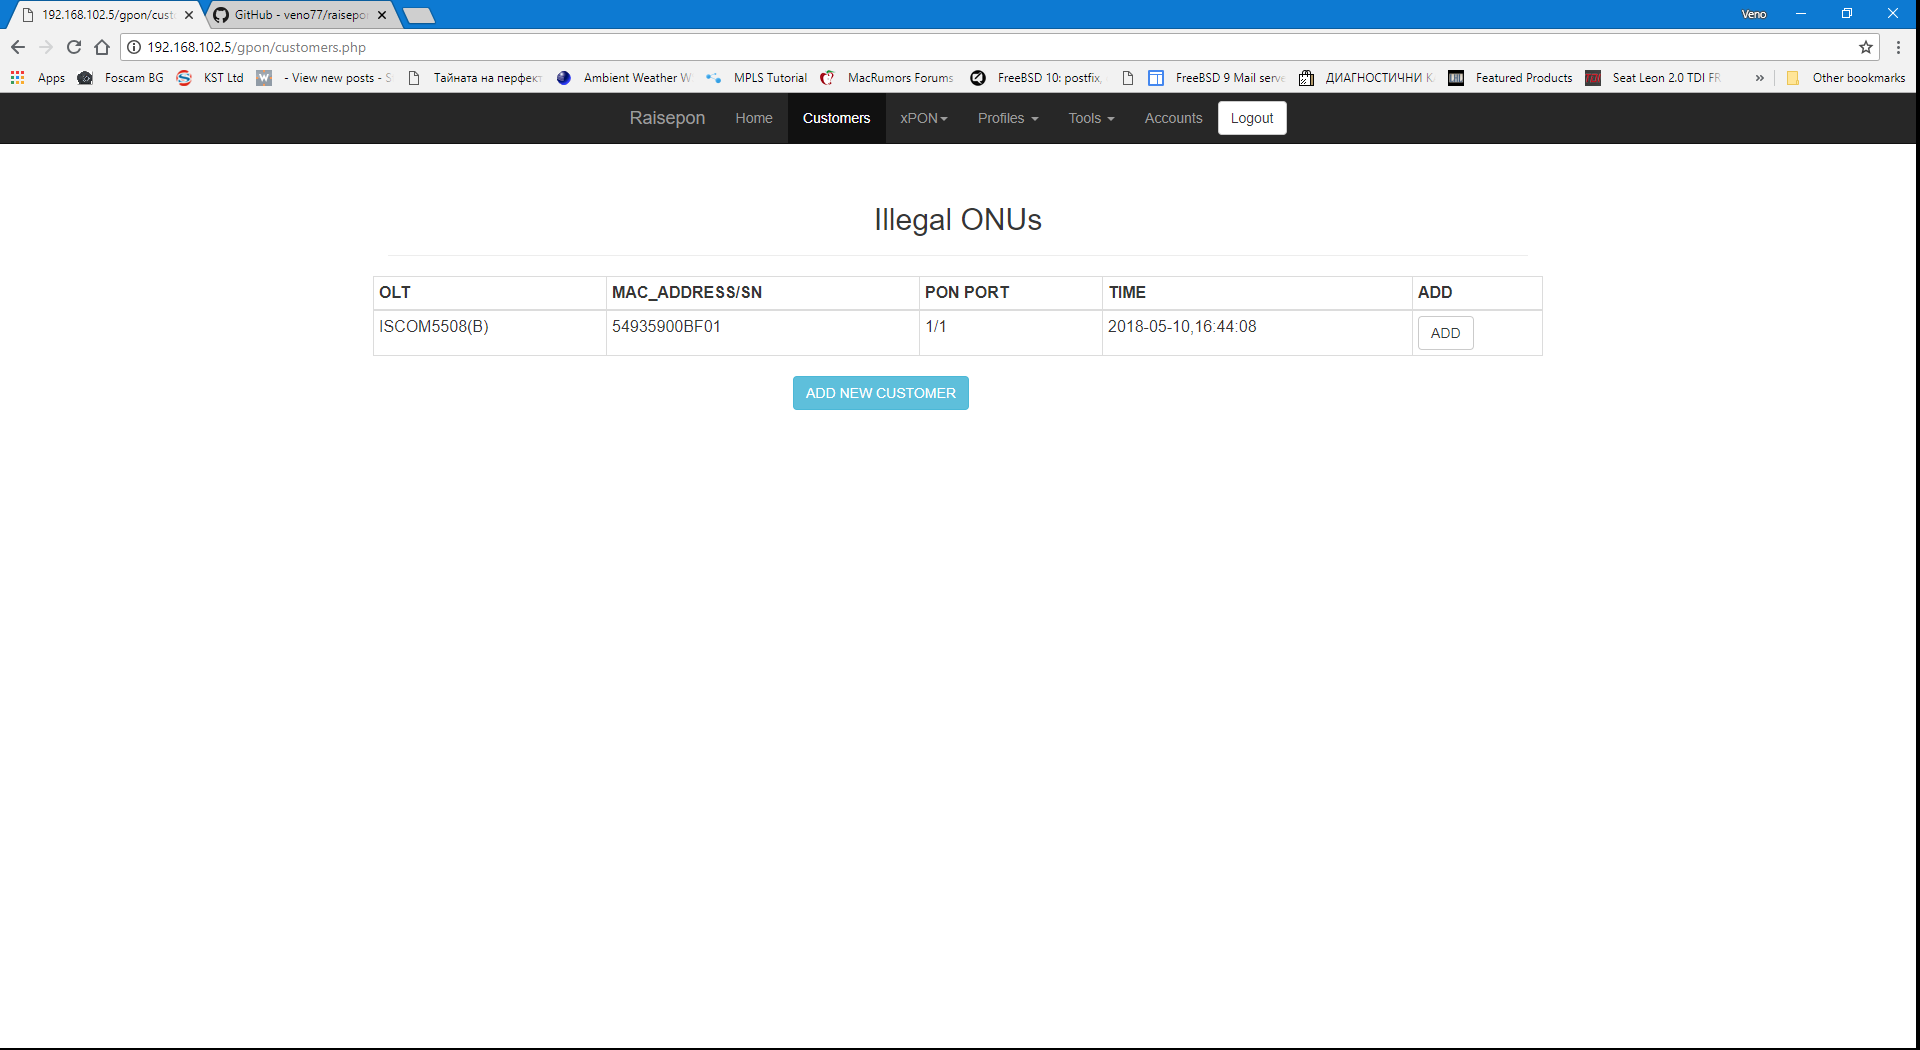 192.168.102.5/gpon/cust
GitHub - veno77/raisepon
Veno
192.168.102.5/gpon/customers.php
Apps
Foscam BG
KST Ltd
- View new posts -
Тайната на перфект
Ambient Weather W
MPLS Tutorial
MacRumors Forums
FreeBSD 10: postfix,
FreeBSD 9 Mail serve
ДИАГНОСТИЧНИ К
Featured Products
Seat Leon 2.0 TDI FR
»
Other bookmarks
Raisepon
Home
Customers
xPON
Profiles
Tools
Accounts
Logout
Illegal ONUs
OLT MAC_ADDRESS/SN PON PORT TIME ADD
ISCOM5508(B) 54935900BF01 1/1 2018-05-10,16:44:08 ADD
ADD NEW CUSTOMER